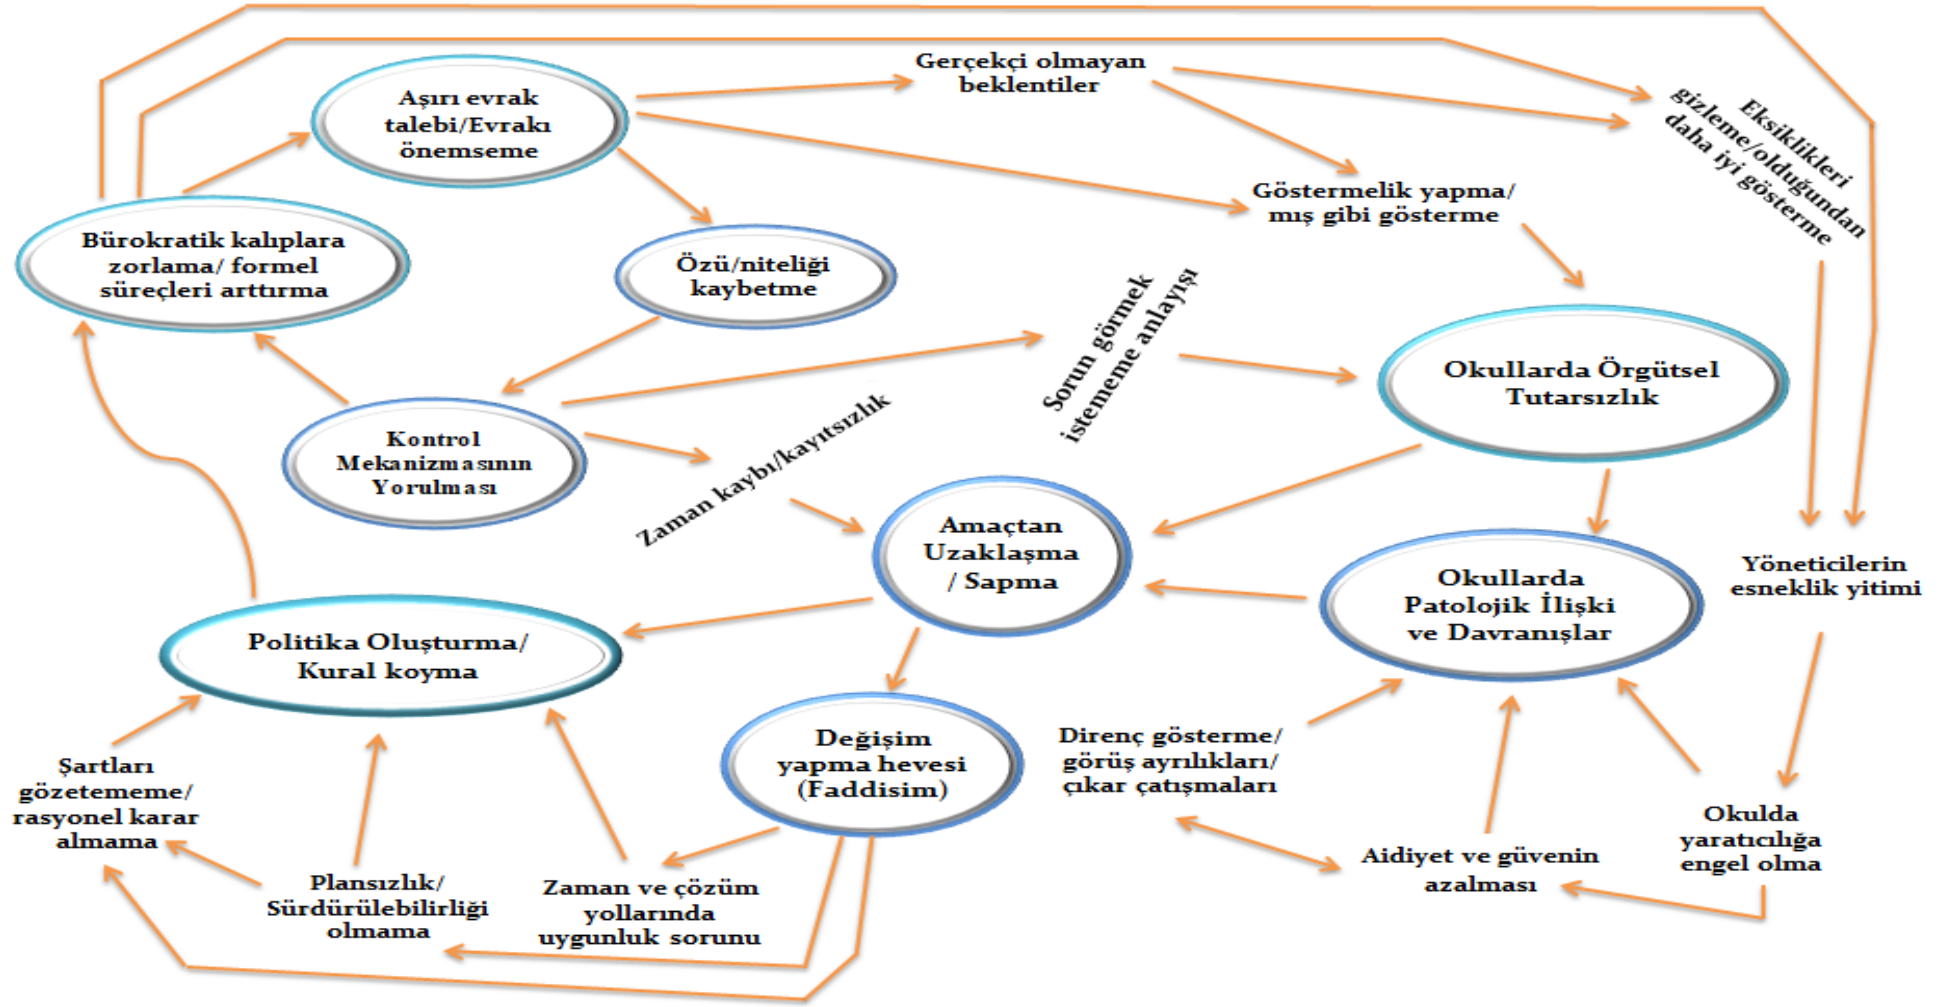 Gerçekçi olmayan
beklentiler
Aşırı evrak
talebi/Evrakı
önemseme
Eksiklikleri
gizleme/olduğundan
daha iyi gösterme
Göstermelik yapma/
mış gibi gösterme
Bürokratik kalıplara
zorlama/ formel
süreçleri arttırma
Özü/niteliği
kaybetme
Sorun görmek
istememe anlayışı
Okullarda Örgütsel
Tutarsızlık
Kontrol
Mekanizmasının
Yorulması
Zaman kaybı/kayıtsızlık
Amaçtan
Uzaklaşma
/ Sapma
Okullarda
Patolojik İlişki
ve Davranışlar
Yöneticilerin
esneklik yitimi
Politika Oluşturma/
Kural koyma
Değişim
yapma hevesi
(Faddisim)
Direnç gösterme/
görüş ayrılıkları/
çıkar çatışmaları
Şartları
gözetememe/
rasyonel karar
almama
Okulda
yaratıcılığa
engel olma
Aidiyet ve güvenin
azalması
Plansızlık/
Sürdürülebilirliği
olmama
Zaman ve çözüm
yollarında
uygunluk sorunu